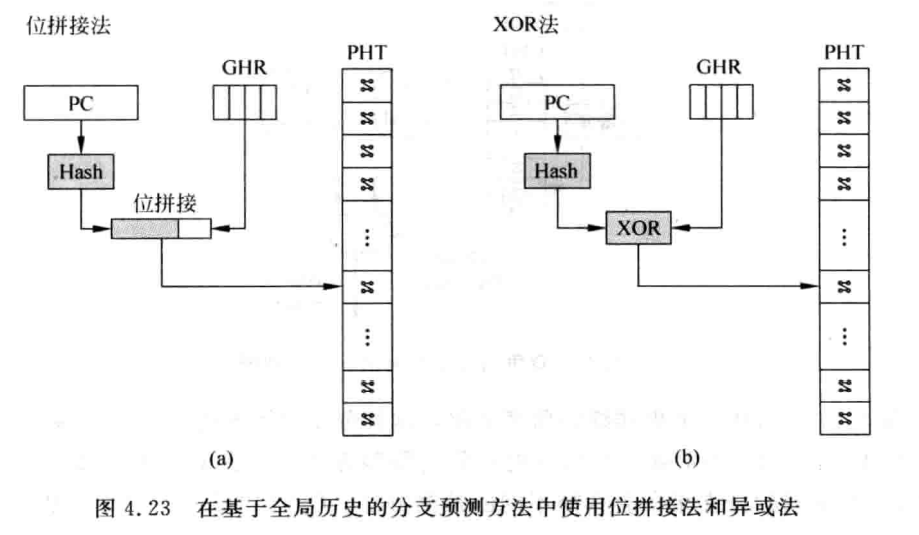 位拼接法
PHT
GHR
PC
Hash
位拼接
⋮
⋮
(a)
XOR法
PHT
GHR
PC
Hash
XOR
⋮
⋮
(b)
图 4.23 在基于全局历史的分支预测方法中使用位拼接法和异或法